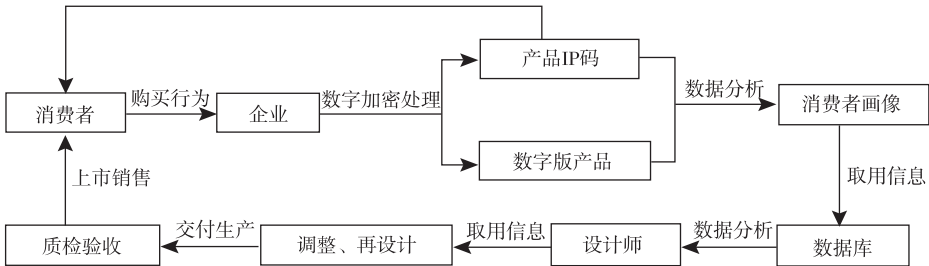 产品IP码
消费者
购买行为
企业
数字加密处理
数据分析
消费者画像
数字版产品
上市销售
取用信息
质检验收
交付生产
调整、再设计
取用信息
设计师
数据分析
数据库